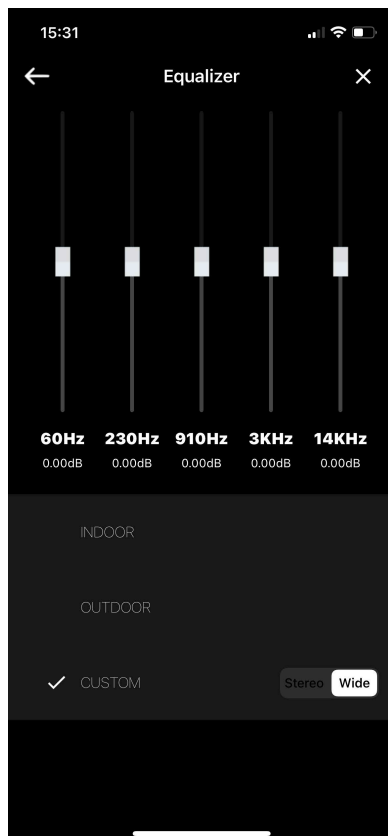 15:31
Equalizer
60Hz 230Hz 910Hz 3KHz 14KHz
0.00dB 0.00dB 0.00dB 0.00dB 0.00dB
INDOOR
OUTDOOR
CUSTOM Stereo Wide